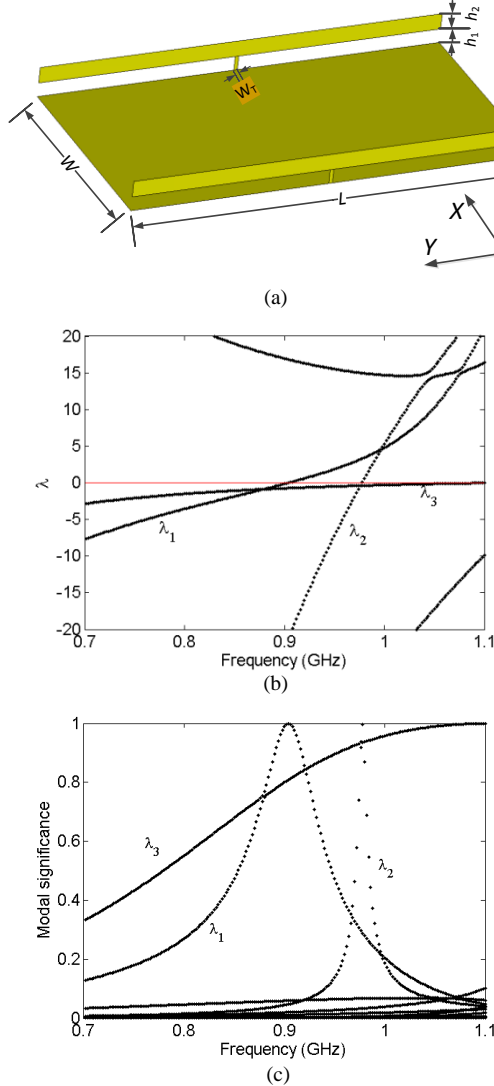 h₂
h₁
W_T
W
L
X
Y
(a)
20
15
10
5
0
-5
-10
-15
-20
λ
λ₁
λ₂
λ₃
0.7
0.8
0.9
1
1.1
Frequency (GHz)
(b)
1
0.8
0.6
0.4
0.2
0
Modal significance
λ₃
λ₁
λ₂
0.7
0.8
0.9
1
1.1
Frequency (GHz)
(c)